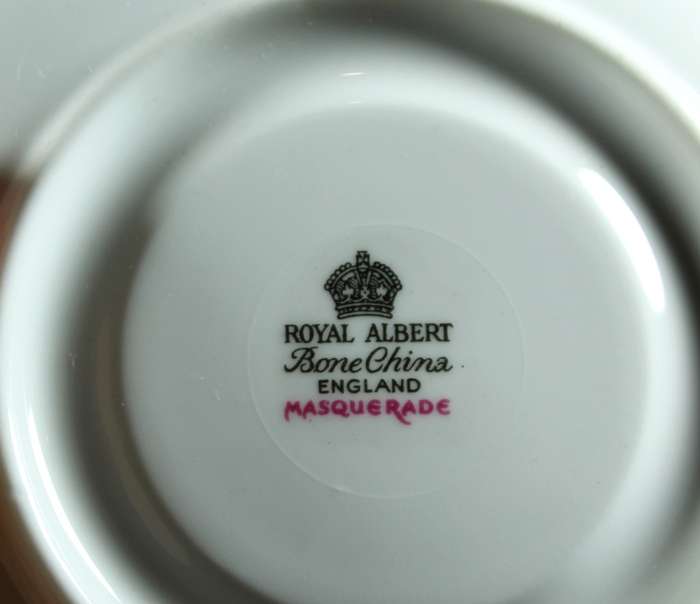 ROYAL ALBERT
Bone China
ENGLAND
MASQUERADE